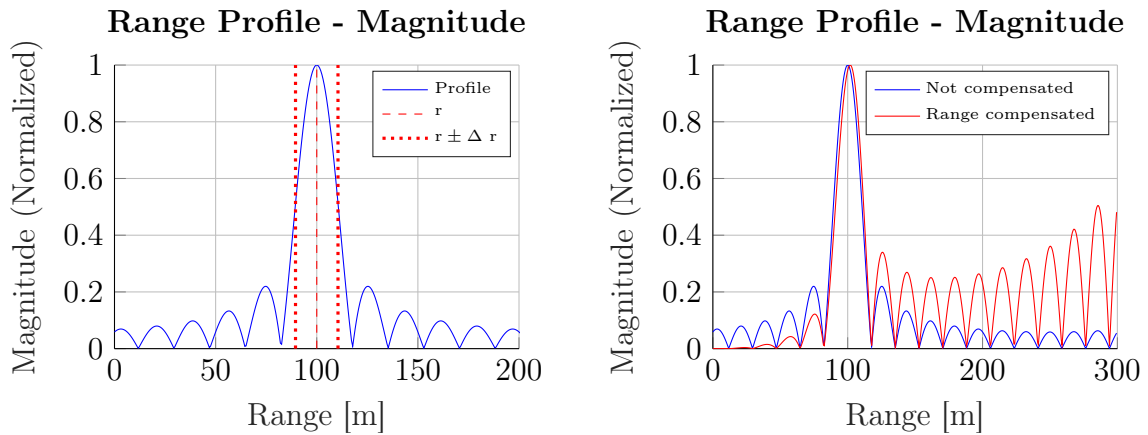 Range Profile - Magnitude
Magnitude (Normalized)
1
0.8
0.6
0.4
0.2
0
0 50 100 150 200
Range [m]
Profile
r
r ± Δ r
Range Profile - Magnitude
Magnitude (Normalized)
1
0.8
0.6
0.4
0.2
0
0 100 200 300
Range [m]
Not compensated
Range compensated